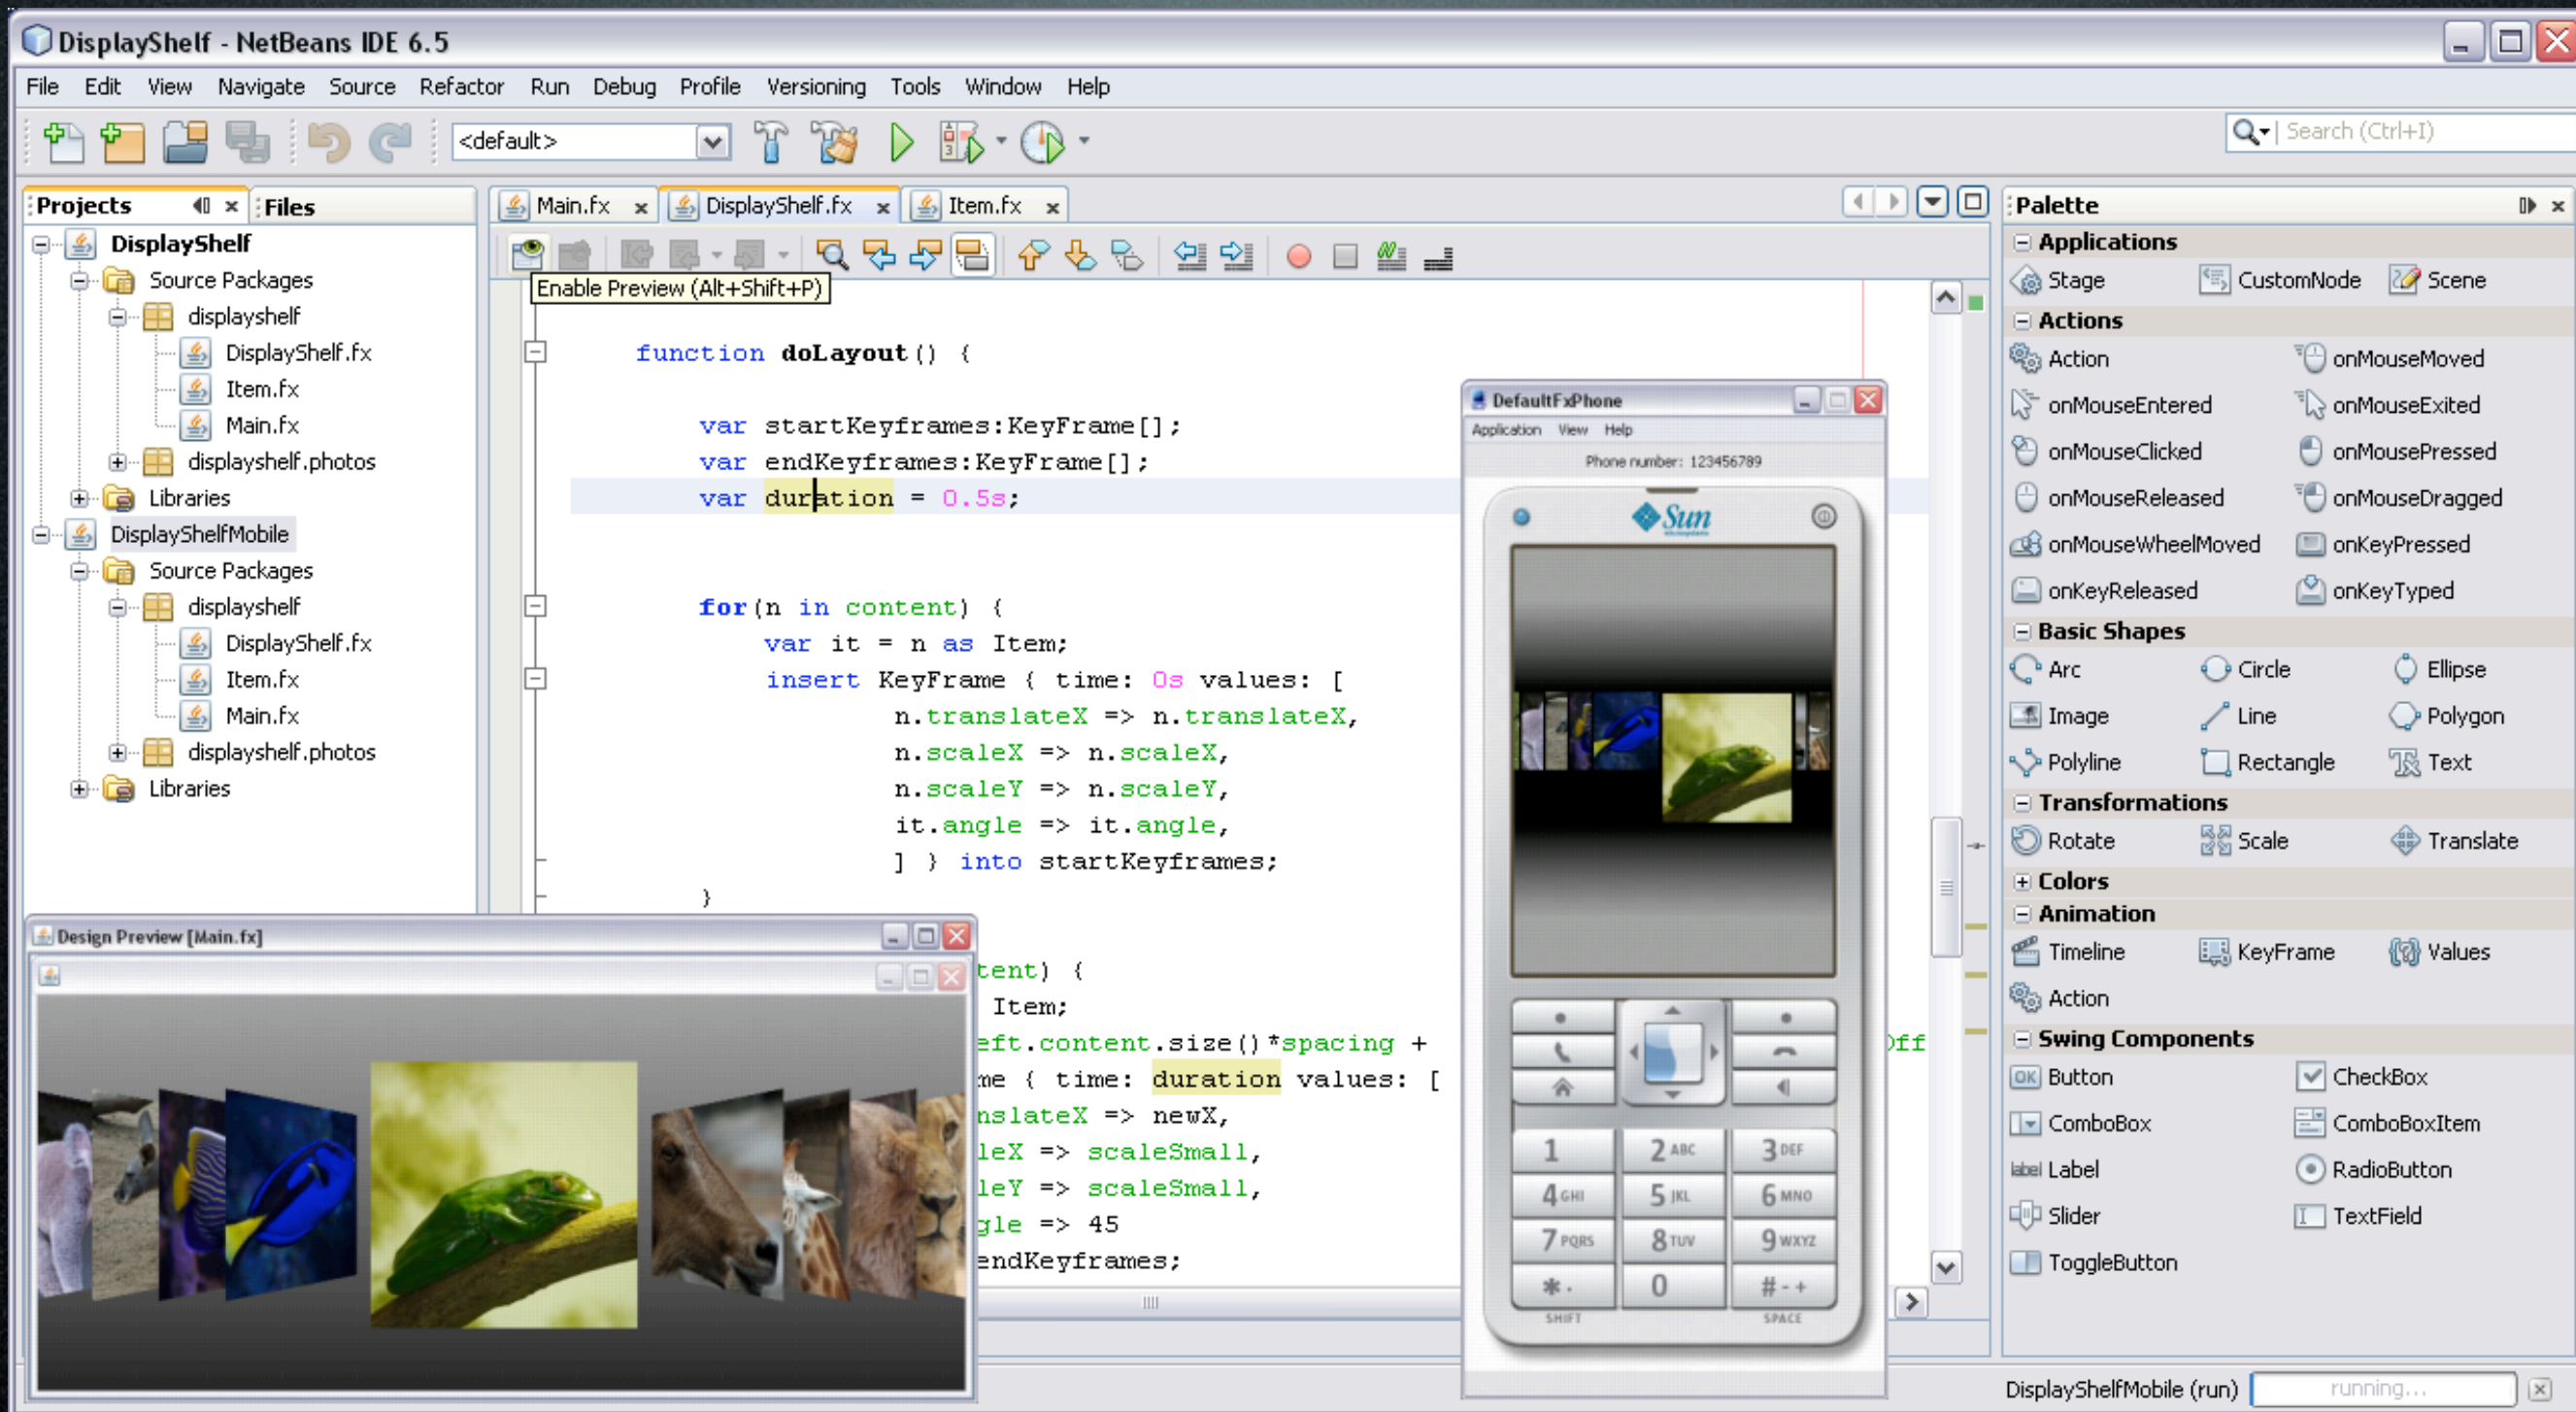 DisplayShelf - NetBeans IDE 6.5
File Edit View Navigate Source Refactor Run Debug Profile Versioning Tools Window Help
<default>
Search (Ctrl+I)
Projects Files
DisplayShelf
Source Packages
displayshelf
DisplayShelf.fx
Item.fx
Main.fx
displayshelf.photos
Libraries
DisplayShelfMobile
Source Packages
displayshelf
DisplayShelf.fx
Item.fx
Main.fx
displayshelf.photos
Libraries
Main.fx DisplayShelf.fx Item.fx
Enable Preview (Alt+Shift+P)
function doLayout() {
var startKeyframes:KeyFrame[];
var endKeyframes:KeyFrame[];
var duration = 0.5s;
for(n in content) {
var it = n as Item;
insert KeyFrame { time: 0s values: [
n.translateX => n.translateX,
n.scaleX => n.scaleX,
n.scaleY => n.scaleY,
it.angle => it.angle,
] } into startKeyframes;
}
tent) {
Item;
eft.content.size()*spacing +
Off
me { time: duration values: [
nslateX => newX,
leX => scaleSmall,
leY => scaleSmall,
gle => 45
endKeyframes;
Design Preview [Main.fx]
DefaultFxPhone
Application View Help
Phone number: 123456789
Sun
1 2 ABC 3 DEF
4 GHI 5 JKL 6 MNO
7 PQRS 8 TUV 9 WXYZ
* . 0 # - +
SHIFT SPACE
Palette
Applications
Stage CustomNode Scene
Actions
Action onMouseMoved
onMouseEntered onMouseExited
onMouseClicked onMousePressed
onMouseReleased onMouseDragged
onMouseWheelMoved onKeyPressed
onKeyReleased onKeyTyped
Basic Shapes
Arc Circle Ellipse
Image Line Polygon
Polyline Rectangle Text
Transformations
Rotate Scale Translate
Colors
Animation
Timeline KeyFrame Values
Action
Swing Components
OK Button CheckBox
ComboBox ComboBoxItem
label Label RadioButton
Slider TextField
ToggleButton
DisplayShelfMobile (run) running...